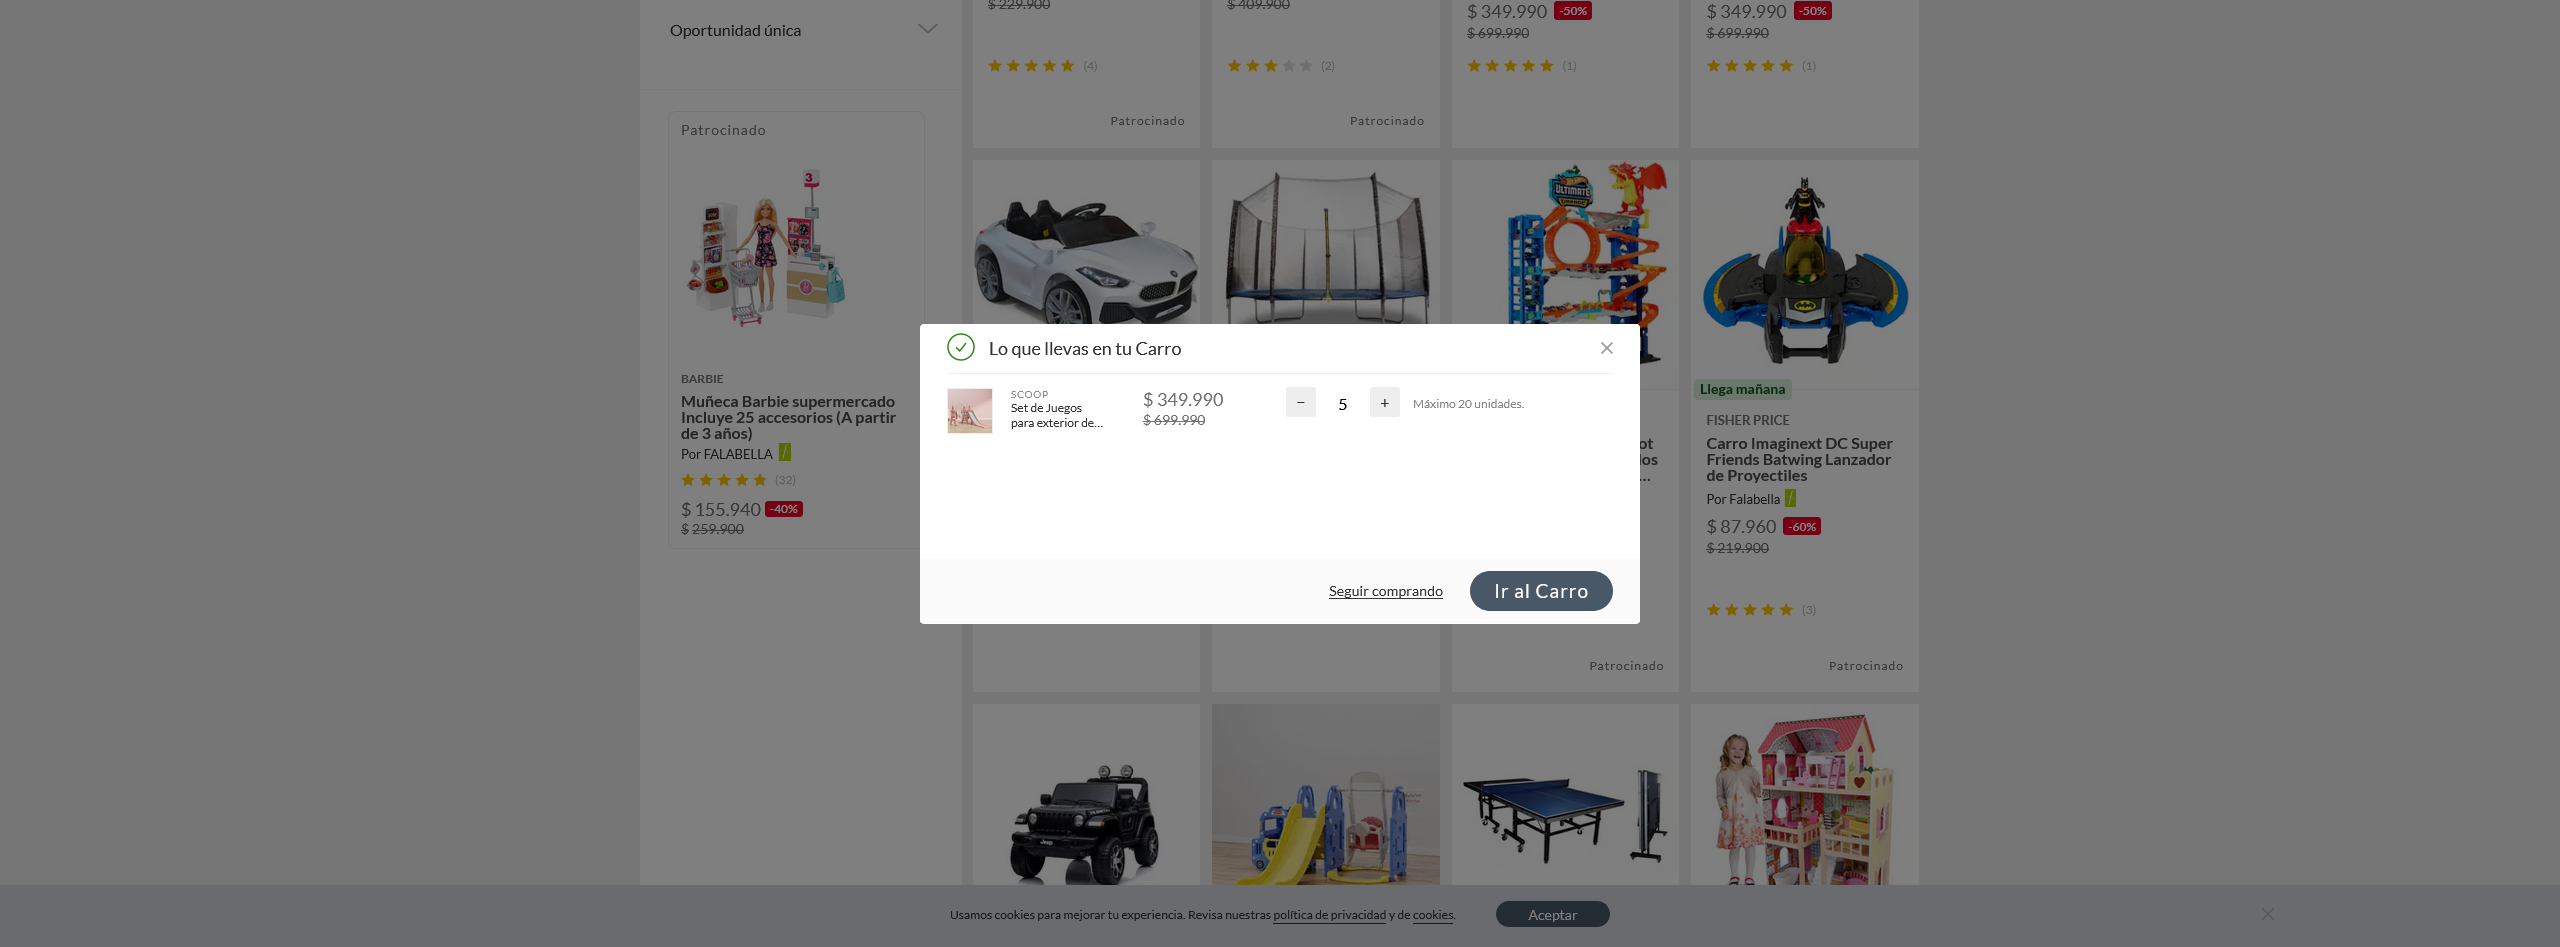 Oportunidad única
$ 229.900
$ 409.900
$ 349.990 -50%
$ 699.990
$ 349.990 -50%
$ 699.990
(4)
(2)
(1)
(1)
Patrocinado
Patrocinado
Patrocinado
3
BARBIE
Muñeca Barbie supermercado
Incluye 25 accesorios (A partir
de 3 años)
Por FALABELLA
(32)
$ 155.940 -40%
$ 259.900
ULTIMATE
GARAGE
Lo que llevas en tu Carro
SCOOP
Set de Juegos
para exterior de...
$ 349.990
$ 699.990
− 5 +
Máximo 20 unidades.
Seguir comprando
Ir al Carro
Llega mañana
FISHER PRICE
Carro Imaginext DC Super
Friends Batwing Lanzador
de Proyectiles
Por Falabella
$ 87.960 -60%
$ 219.900
(3)
Patrocinado
Patrocinado
Jeep
Usamos cookies para mejorar tu experiencia. Revisa nuestras política de privacidad y de cookies.
Aceptar